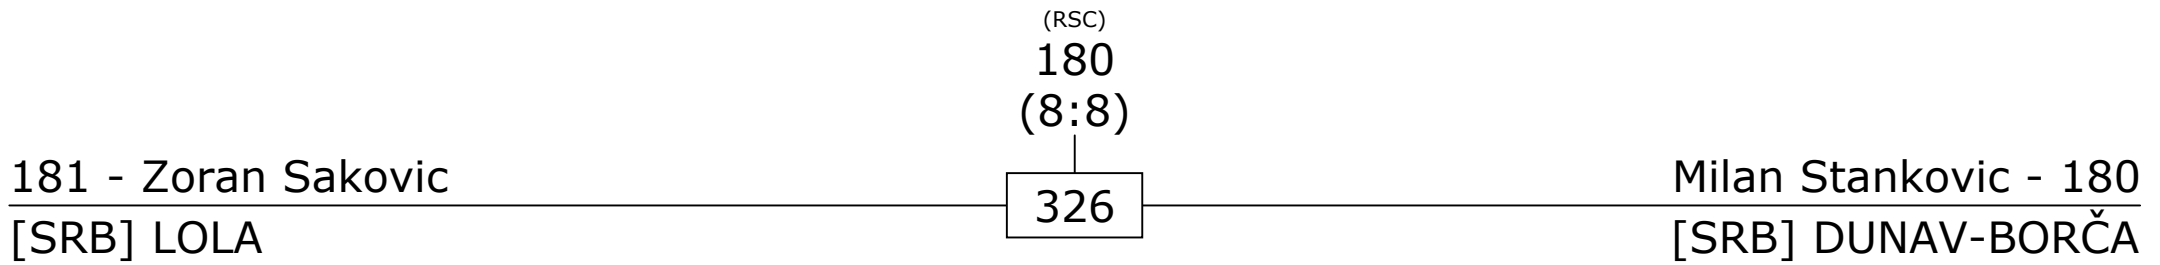 (RSC)
180
(8:8)
181 - Zoran Sakovic
326
Milan Stankovic - 180
[SRB] LOLA
[SRB] DUNAV-BORČA